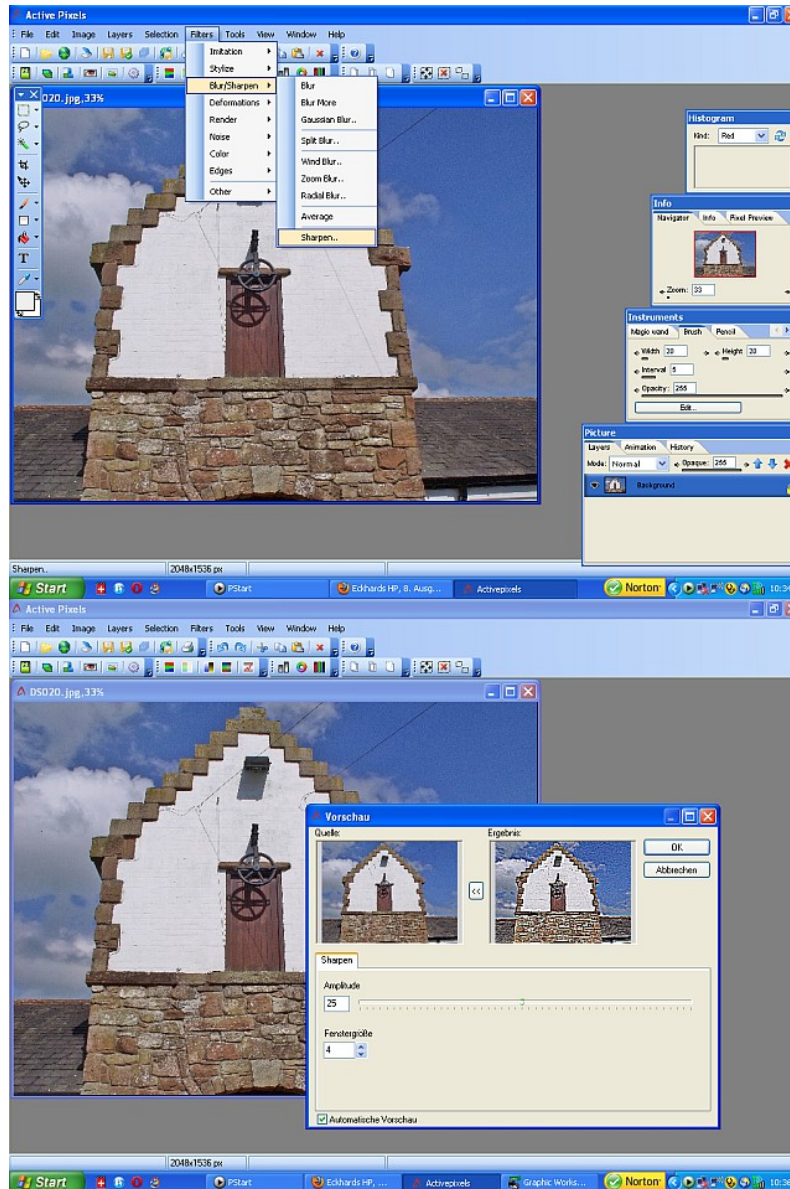 Active Pixels
File Edit Image Layers Selection Filters Tools View Window Help
020.jpg,33%
Imitation
Stylize
Blur/Sharpen
Deformations
Render
Noise
Color
Edges
Other
Blur
Blur More
Gaussian Blur..
Split Blur..
Wind Blur..
Zoom Blur..
Radial Blur..
Average
Sharpen..
T
Histogram
Kind: Red
Info
Navigator Info Pixel Preview
Zoom: 33
Instruments
Magic wand Brush Pencil
Width 20 Height 20
Interval 5
Opacity: 255
Edit...
Picture
Layers Animation History
Mode: Normal Opaque: 255
Background
Sharpen.. 2048x1536 px
Start PStart Eckhards HP, 8. Ausg... Activepixels Norton
Active Pixels
File Edit Image Layers Selection Filters Tools View Window Help
DS020.jpg,33%
Vorschau
Quelle: Ergebnis:
OK
<<
Abbrechen
Sharpen
Amplitude
25
Fenstergröße
4
Automatische Vorschau
2048x1536 px
Start PStart Eckhards HP, ... Activepixels Graphic Works... Norton 10:36